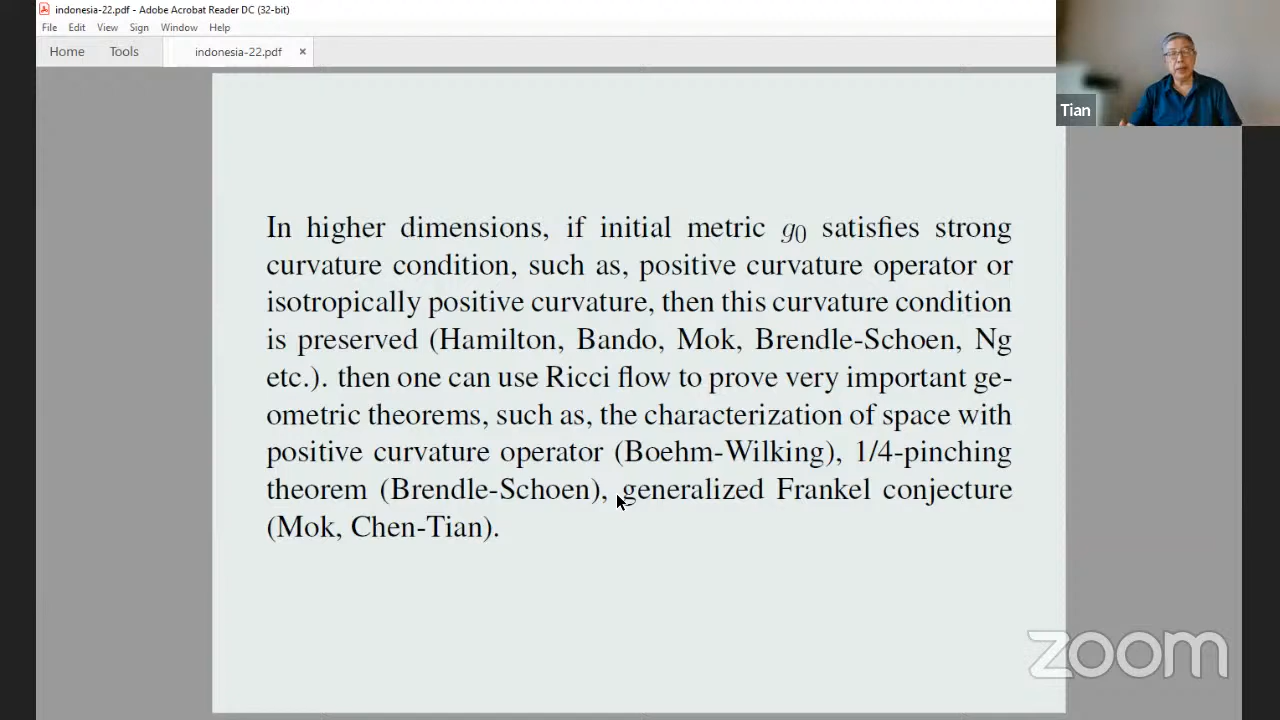 indonesia-22.pdf - Adobe Acrobat Reader DC (32-bit)
File Edit View Sign Window Help
Home Tools indonesia-22.pdf ×
Tian
In higher dimensions, if initial metric g0 satisfies strong
curvature condition, such as, positive curvature operator or
isotropically positive curvature, then this curvature condition
is preserved (Hamilton, Bando, Mok, Brendle-Schoen, Ng
etc.). then one can use Ricci flow to prove very important ge-
ometric theorems, such as, the characterization of space with
positive curvature operator (Boehm-Wilking), 1/4-pinching
theorem (Brendle-Schoen), generalized Frankel conjecture
(Mok, Chen-Tian).
zoom